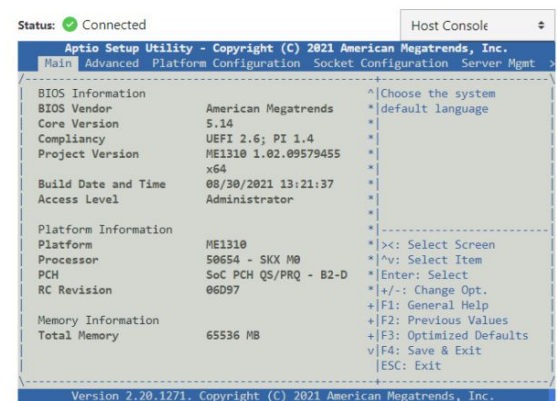 Status: Connected
Host Console
Aptio Setup Utility - Copyright (C) 2021 American Megatrends, Inc.
Main Advanced Platform Configuration Socket Configuration Server Mgmt >
/----------------------------------------------------+----------------------------\
BIOS Information ^|Choose the system
BIOS Vendor American Megatrends *|default language
Core Version 5.14 *|
Compliancy UEFI 2.6; PI 1.4 *|
Project Version ME1310 1.02.09579455 *|
x64 *|
Build Date and Time 08/30/2021 13:21:37 *|
Access Level Administrator *|
*|
Platform Information *|----------------------------
Platform ME1310 *|><: Select Screen
Processor 50654 - SKX M0 *|^v: Select Item
PCH SoC PCH QS/PRQ - B2-D *|Enter: Select
RC Revision 06D97 *|+/-: Change Opt.
+|F1: General Help
Memory Information +|F2: Previous Values
Total Memory 65536 MB +|F3: Optimized Defaults
v|F4: Save & Exit
|ESC: Exit
\----------------------------------------------------+----------------------------/
Version 2.20.1271. Copyright (C) 2021 American Megatrends, Inc.